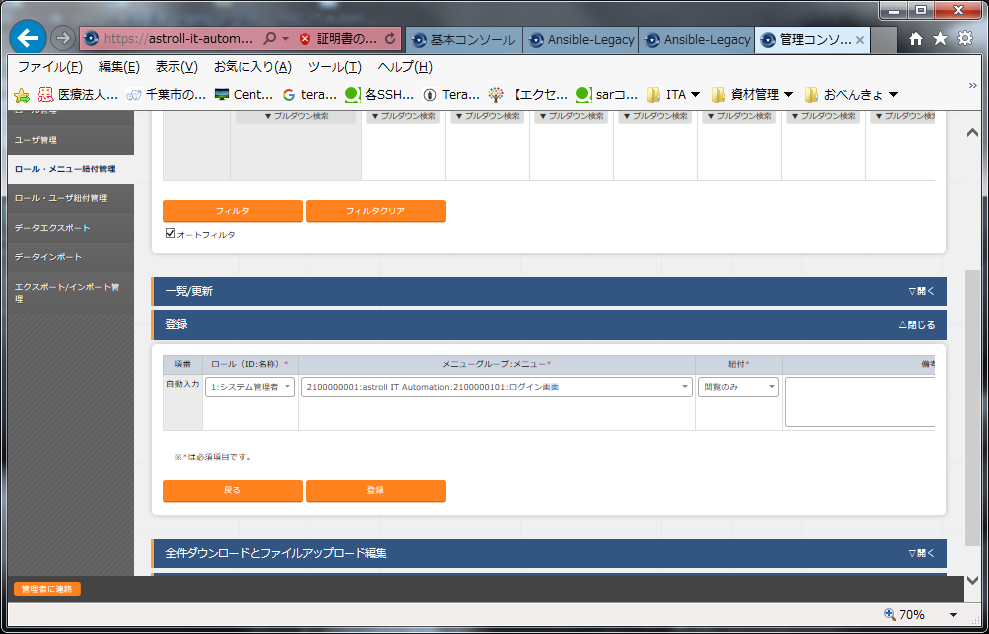 https://astroll-it-autom...
証明書の...
基本コンソール
Ansible-Legacy
Ansible-Legacy
管理コンソ...
ファイル(F) 編集(E) 表示(V) お気に入り(A) ツール(T) ヘルプ(H)
医療法人... 千葉市の... Cent... tera... 各SSH... Tera... 【エクセ... sarコ... ITA 資材管理 おべんきょ
ロール管理
ユーザ管理
ロール・メニュー紐付管理
ロール・ユーザ紐付管理
データエクスポート
データインポート
エクスポート/インポート管
理
▼プルダウン検索 ▼プルダウン検索 ▼プルダウン検索 ▼プルダウン検索 ▼プルダウン検索 ▼プルダウン検索 ▼プルダウン検索 ▼プルダウン検索
フィルタ フィルタクリア
オートフィルタ
一覧/更新 ▽開く
登録 △閉じる
項番 ロール（ID:名称）* メニューグループ:メニュー* 紐付* 備考
自動入力 1:システム管理者 2100000001:astroll IT Automation:2100000101:ログイン画面 閲覧のみ
※*は必須項目です。
戻る 登録
全件ダウンロードとファイルアップロード編集 ▽開く
管理者に連絡
70%